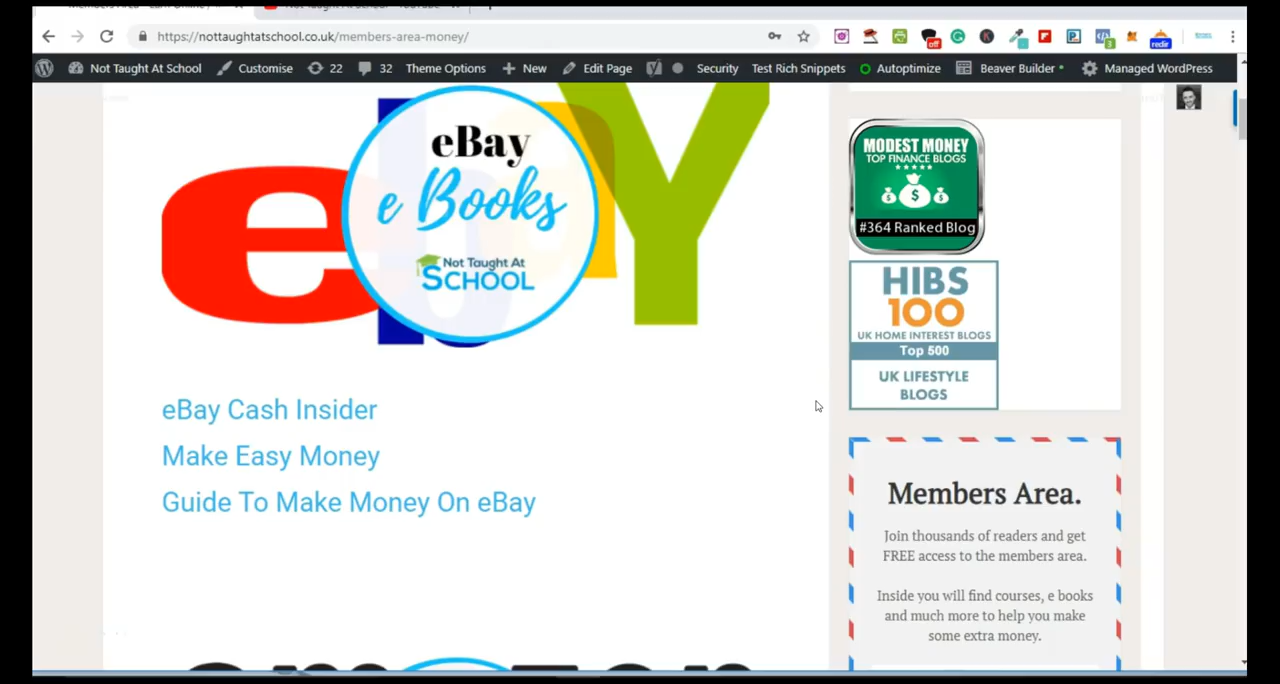 https://nottaughtatschool.co.uk/members-area-money/
off
3
redir
Not Taught At School
Customise
22
32
Theme Options
New
Edit Page
Security
Test Rich Snippets
Autoptimize
Beaver Builder
Managed WordPress
eBay
eBay
e Books
Not Taught At
SCHOOL
MODEST MONEY
TOP FINANCE BLOGS
$
$
$
#364 Ranked Blog
HIBS
100
UK HOME INTEREST BLOGS
Top 500
UK LIFESTYLE
BLOGS
eBay Cash Insider
Make Easy Money
Guide To Make Money On eBay
Members Area.
Join thousands of readers and get
FREE access to the members area.
Inside you will find courses, e books
and much more to help you make
some extra money.